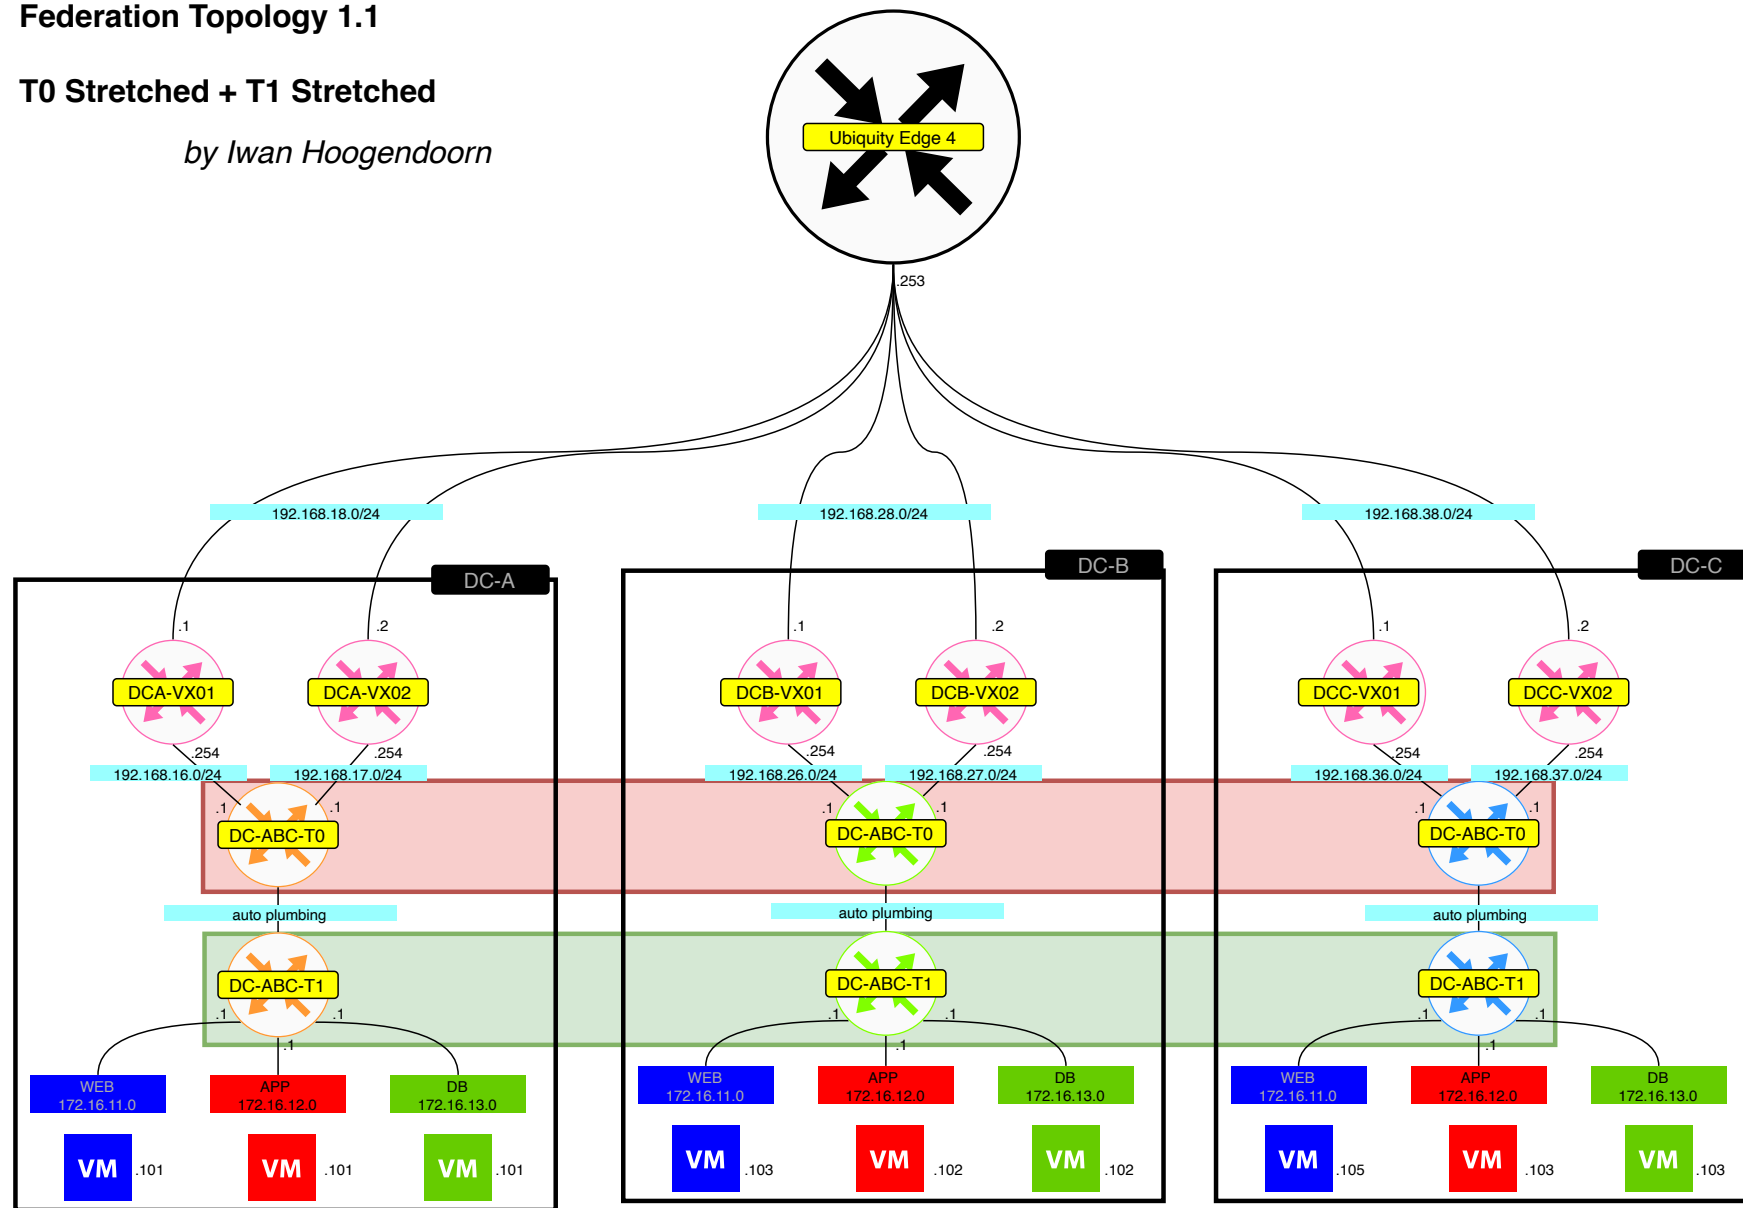 Federation Topology 1.1
T0 Stretched + T1 Stretched
by Iwan Hoogendoorn
Ubiquity Edge 4
.253
192.168.18.0/24
192.168.28.0/24
192.168.38.0/24
DC-A
DC-B
DC-C
.1
.2
.1
.2
.1
.2
DCA-VX01
DCA-VX02
DCB-VX01
DCB-VX02
DCC-VX01
DCC-VX02
.254
.254
.254
.254
.254
.254
192.168.16.0/24
192.168.17.0/24
192.168.26.0/24
192.168.27.0/24
192.168.36.0/24
192.168.37.0/24
.1
.1
.1
.1
.1
.1
DC-ABC-T0
DC-ABC-T0
DC-ABC-T0
auto plumbing
auto plumbing
auto plumbing
DC-ABC-T1
DC-ABC-T1
DC-ABC-T1
.1
.1
.1
.1
.1
.1
.1
.1
.1
WEB
172.16.11.0
APP
172.16.12.0
DB
172.16.13.0
WEB
172.16.11.0
APP
172.16.12.0
DB
172.16.13.0
WEB
172.16.11.0
APP
172.16.12.0
DB
172.16.13.0
VM
.101
VM
.101
VM
.101
VM
.103
VM
.102
VM
.102
VM
.105
VM
.103
VM
.103